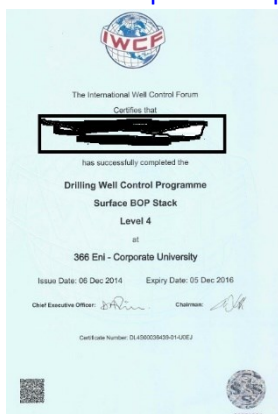 IWCF
The International Well Control Forum
Certifies that
has successfully completed the
Drilling Well Control Programme
Surface BOP Stack
Level 4
at
366 Eni - Corporate University
Issue Date: 06 Dec 2014 Expiry Date: 05 Dec 2016
Chief Executive Officer: Chairman:
Certificate Number: